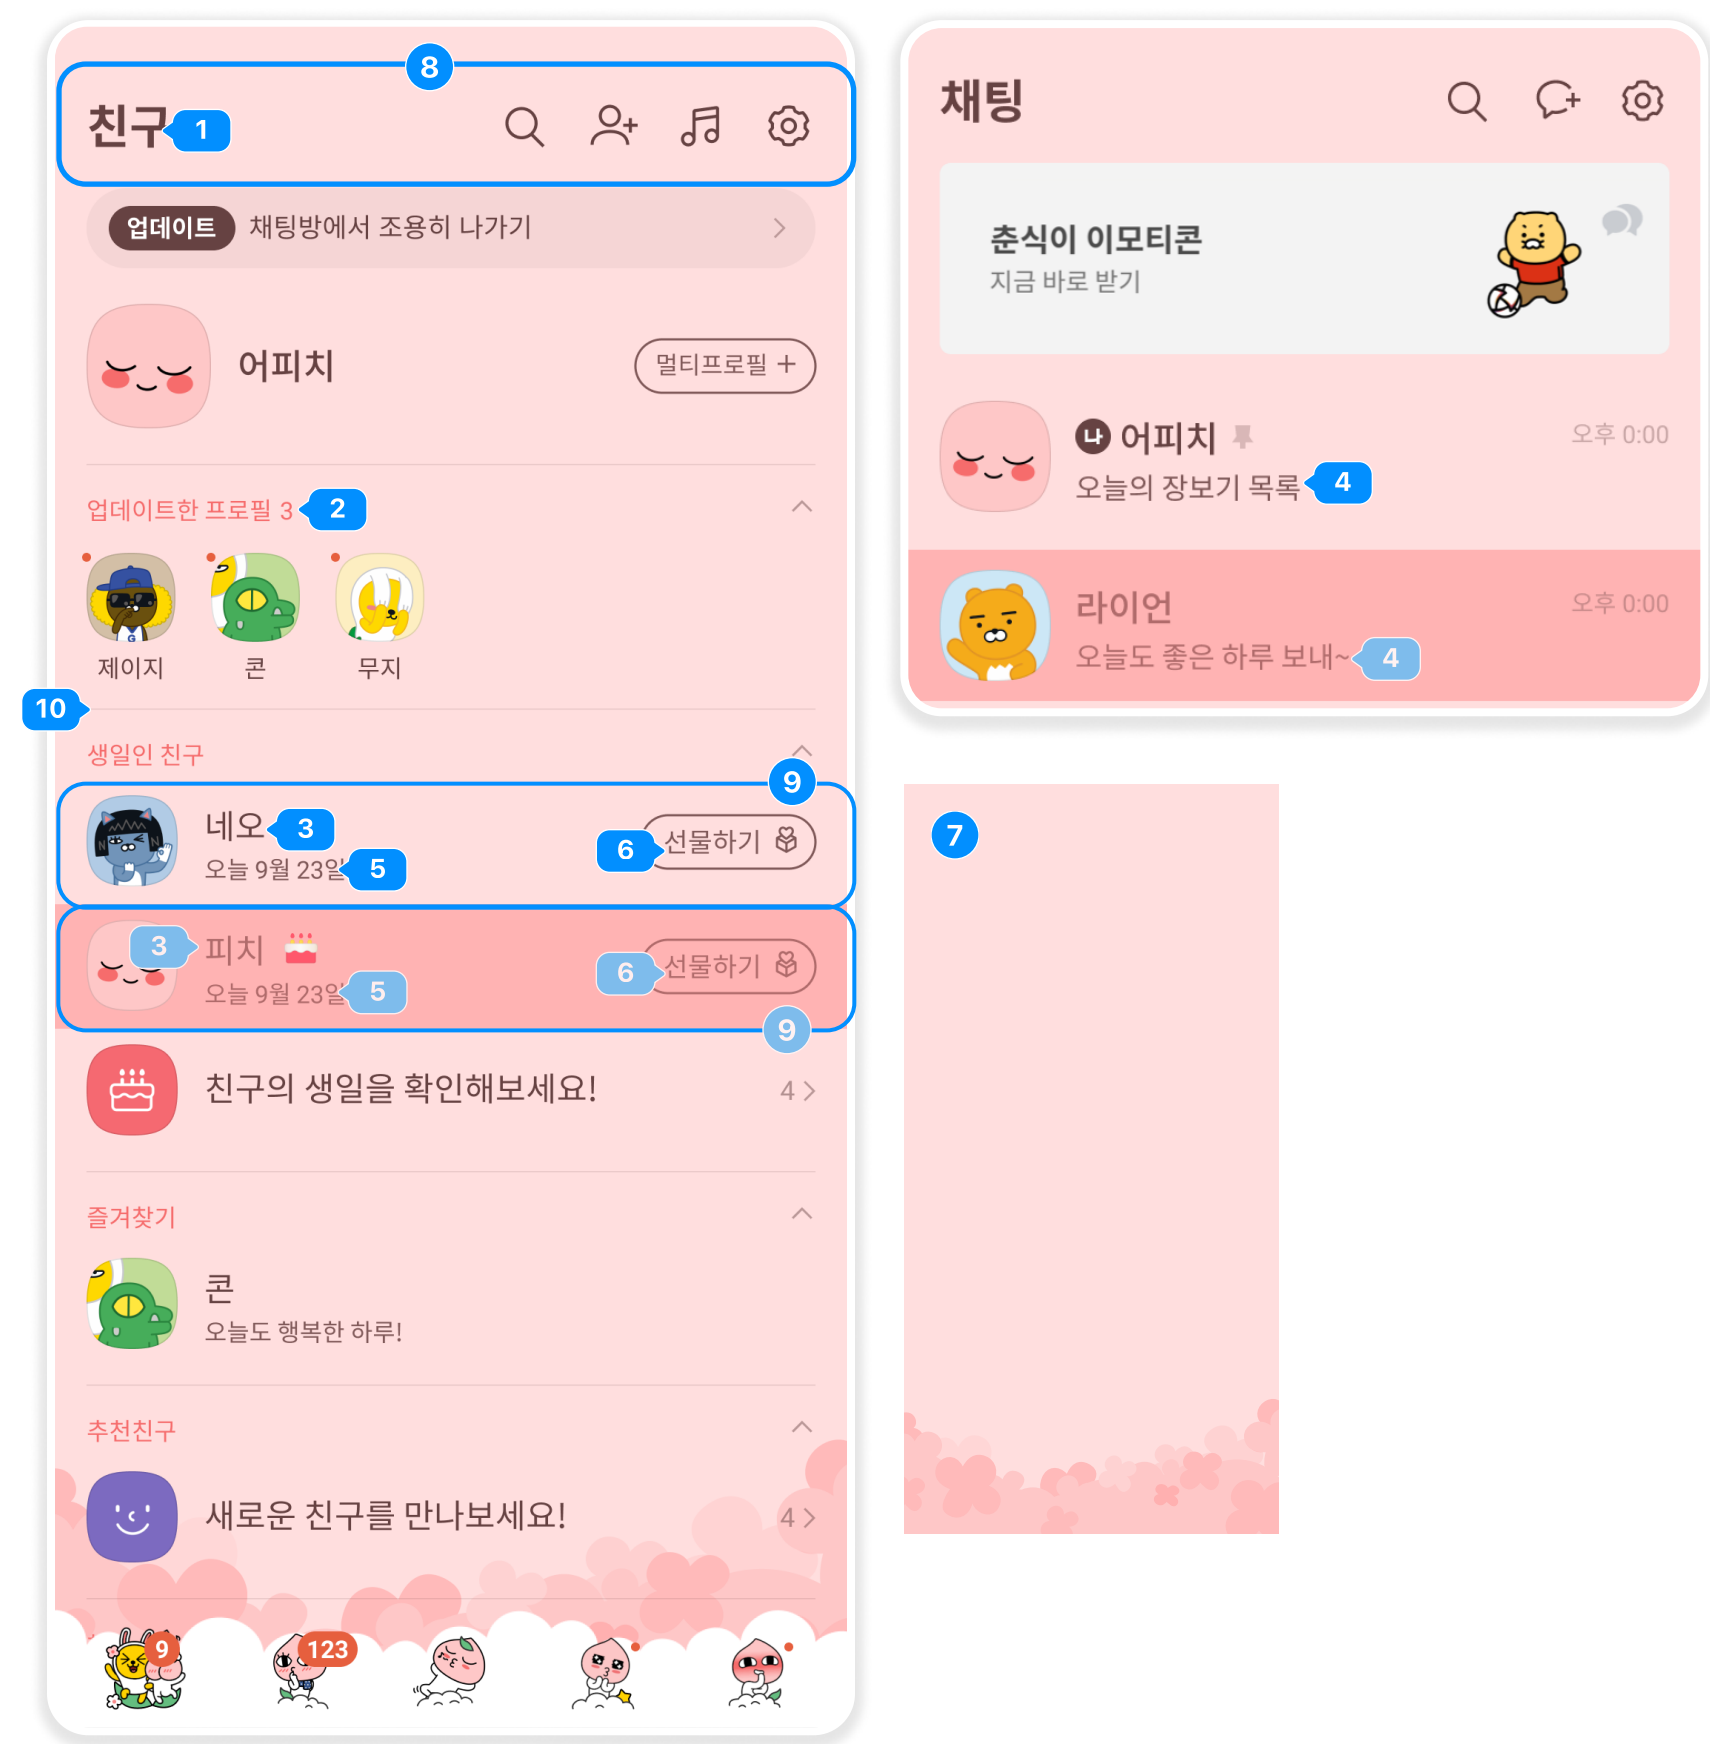 8
친구
1
업데이트 채팅방에서 조용히 나가기
어피치
멀티프로필 +
업데이트한 프로필 3
2
제이지
콘
무지
10
생일인 친구
9
네오
3
오늘 9월 23일
5
6
선물하기
3
피치
오늘 9월 23일
5
6
선물하기
9
친구의 생일을 확인해보세요!
4
즐겨찾기
콘
오늘도 행복한 하루!
추천친구
새로운 친구를 만나보세요!
4
9
123
채팅
춘식이 이모티콘
지금 바로 받기
나 어피치
오후 0:00
오늘의 장보기 목록
4
라이언
오후 0:00
오늘도 좋은 하루 보내~
4
7